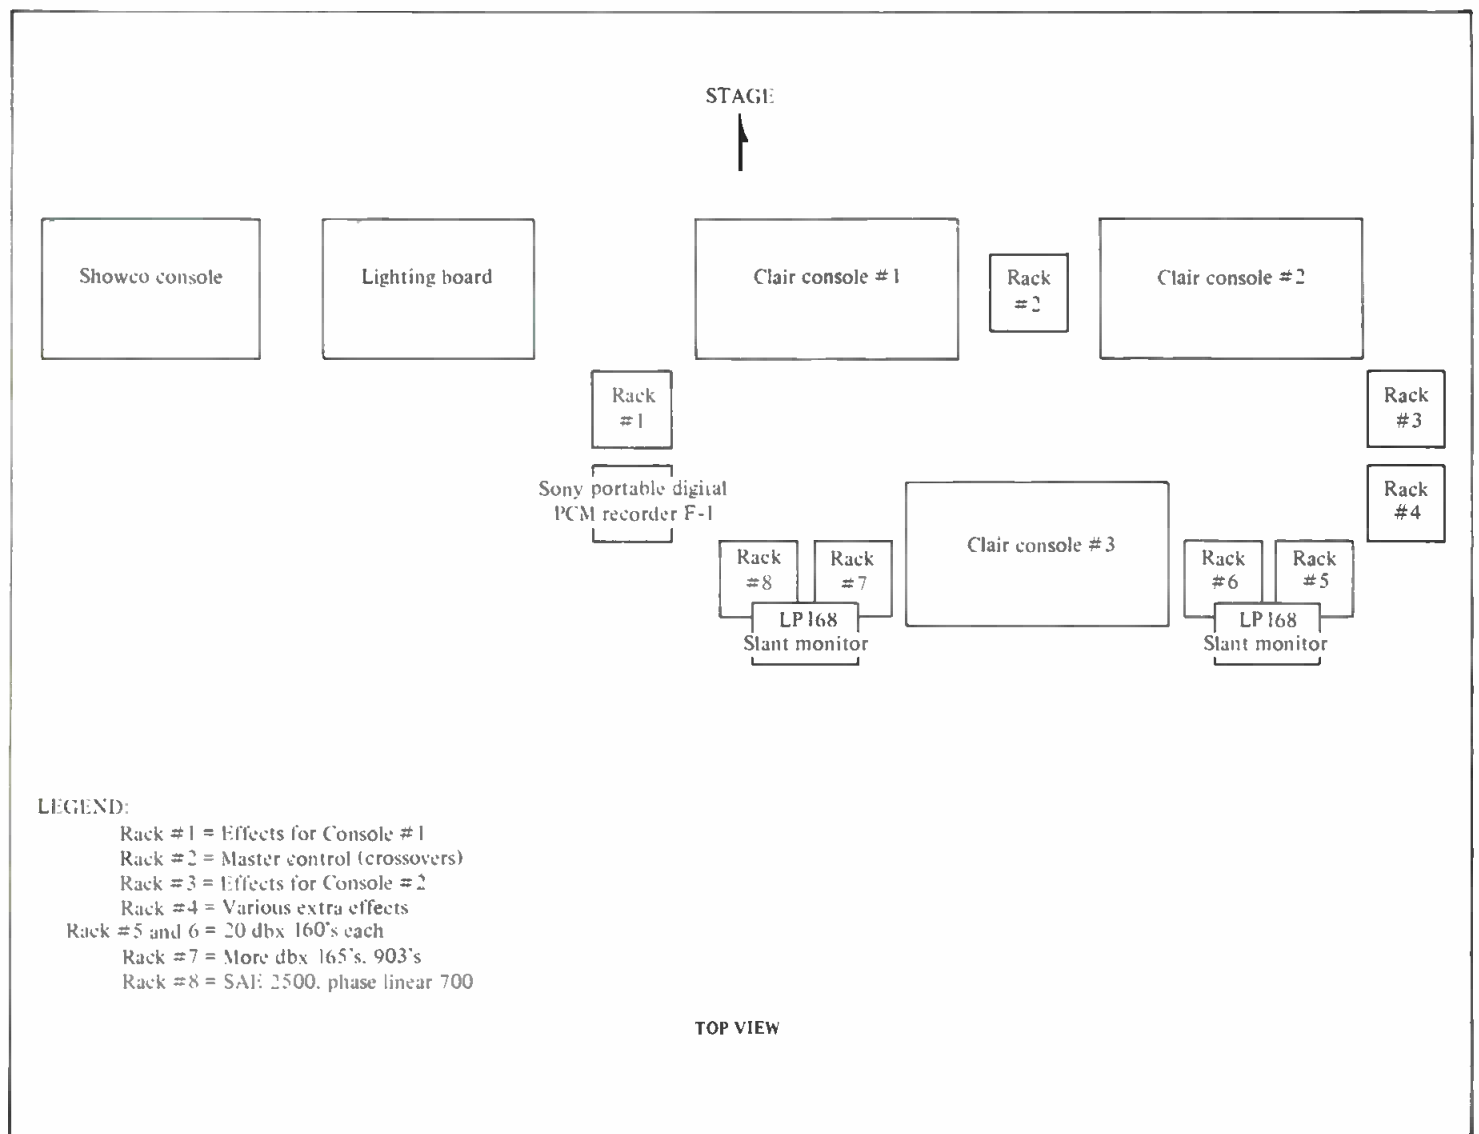 STAGE
Showco console
Lighting board
Clair console #1
Rack
#2
Clair console #2
Rack
#1
Rack
#3
Sony portable digital
PCM recorder F-1
Rack
#4
Clair console #3
Rack
#8
Rack
#7
Rack
#6
Rack
#5
LP168
Slant monitor
LP168
Slant monitor
LEGEND:
Rack #1 = Effects for Console #1
Rack #2 = Master control (crossovers)
Rack #3 = Effects for Console #2
Rack #4 = Various extra effects
Rack #5 and 6 = 20 dbx 160's each
Rack #7 = More dbx 165's. 903's
Rack #8 = SAE 2500, phase linear 700
TOP VIEW